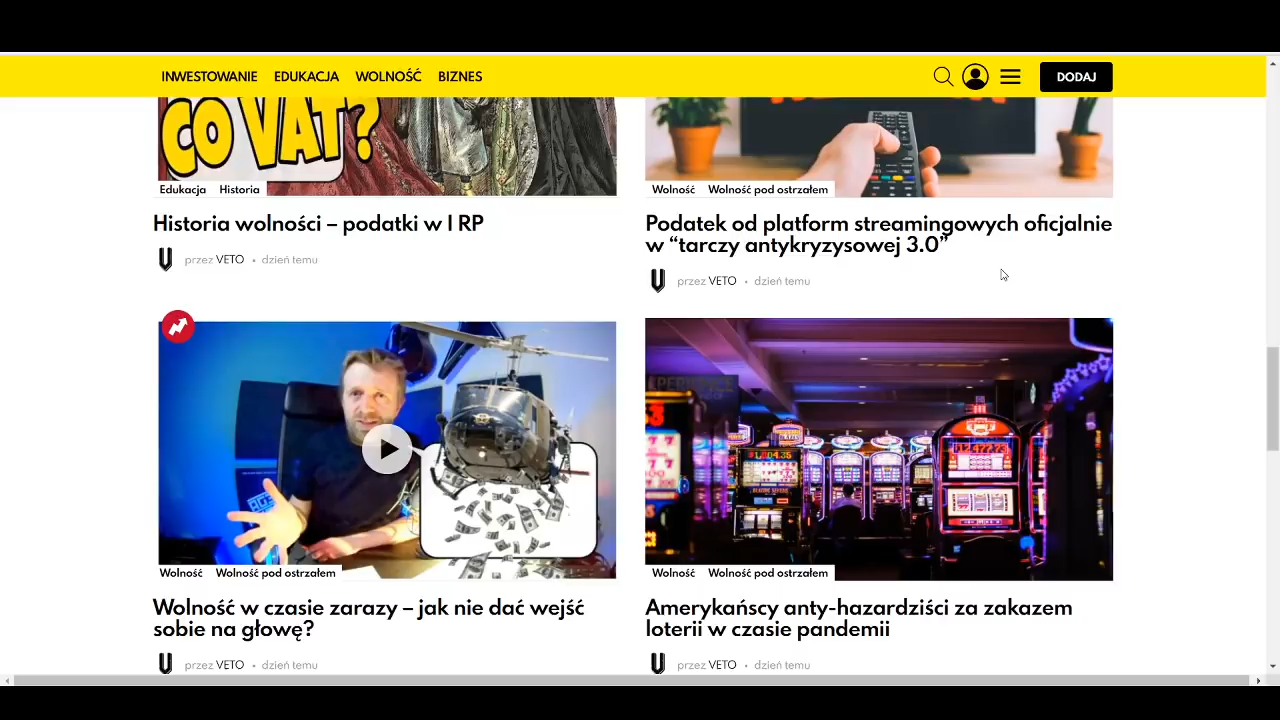 INWESTOWANIE EDUKACJA WOLNOŚĆ BIZNES DODAJ
CO VAT?
Edukacja Historia
Wolność Wolność pod ostrzałem
Historia wolności – podatki w I RP
przez VETO • dzień temu
Podatek od platform streamingowych oficjalnie
w “tarczy antykryzysowej 3.0”
przez VETO • dzień temu
Wolność Wolność pod ostrzałem
Wolność Wolność pod ostrzałem
Wolność w czasie zarazy – jak nie dać wejść
sobie na głowę?
przez VETO • dzień temu
Amerykańscy anty-hazardziści za zakazem
loterii w czasie pandemii
przez VETO • dzień temu